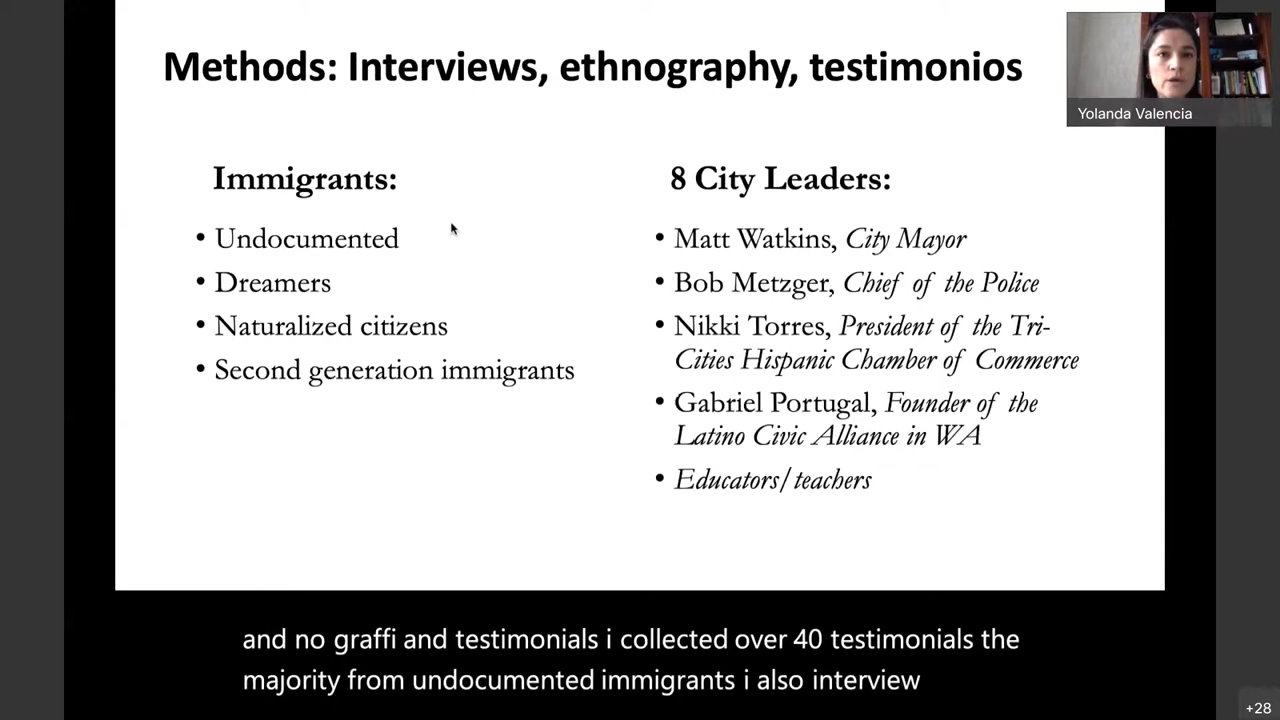 Methods: Interviews, ethnography, testimonios
Yolanda Valencia
Immigrants:
• Undocumented
• Dreamers
• Naturalized citizens
• Second generation immigrants
8 City Leaders:
• Matt Watkins, City Mayor
• Bob Metzger, Chief of the Police
• Nikki Torres, President of the Tri-
Cities Hispanic Chamber of Commerce
• Gabriel Portugal, Founder of the
Latino Civic Alliance in WA
• Educators/teachers
and no graffi and testimonials i collected over 40 testimonials the
majority from undocumented immigrants i also interview
+28